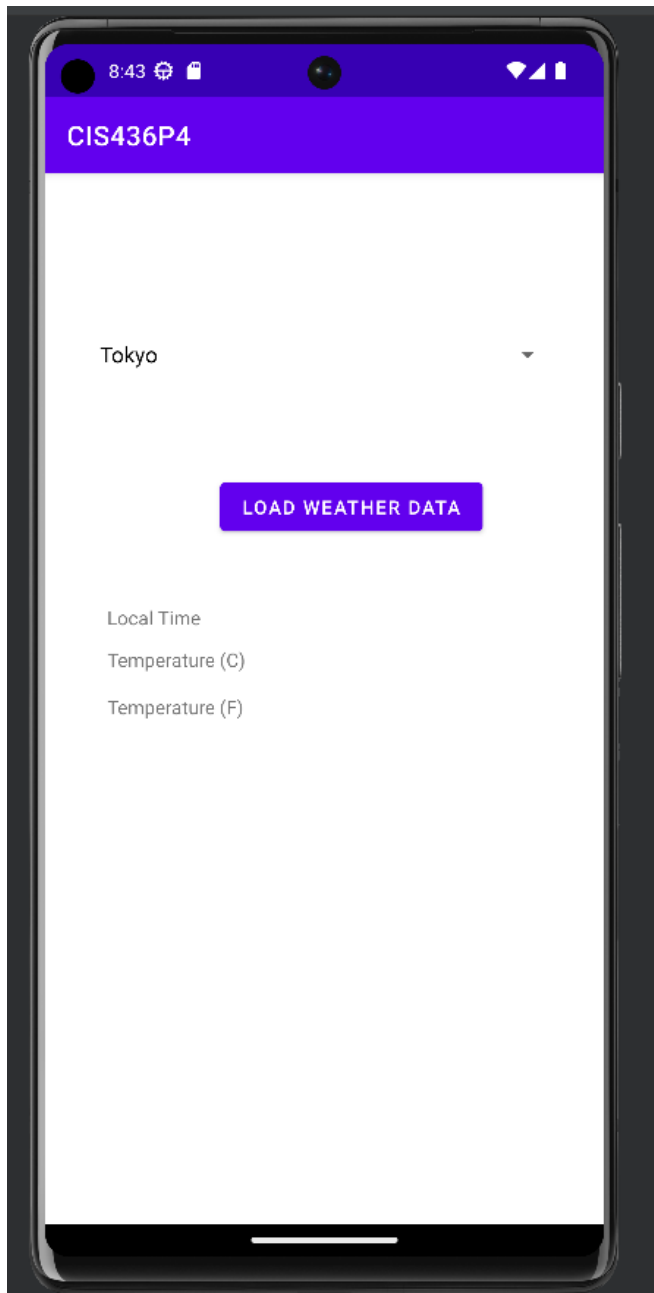 8:43
CIS436P4
Tokyo
LOAD WEATHER DATA
Local Time
Temperature (C)
Temperature (F)